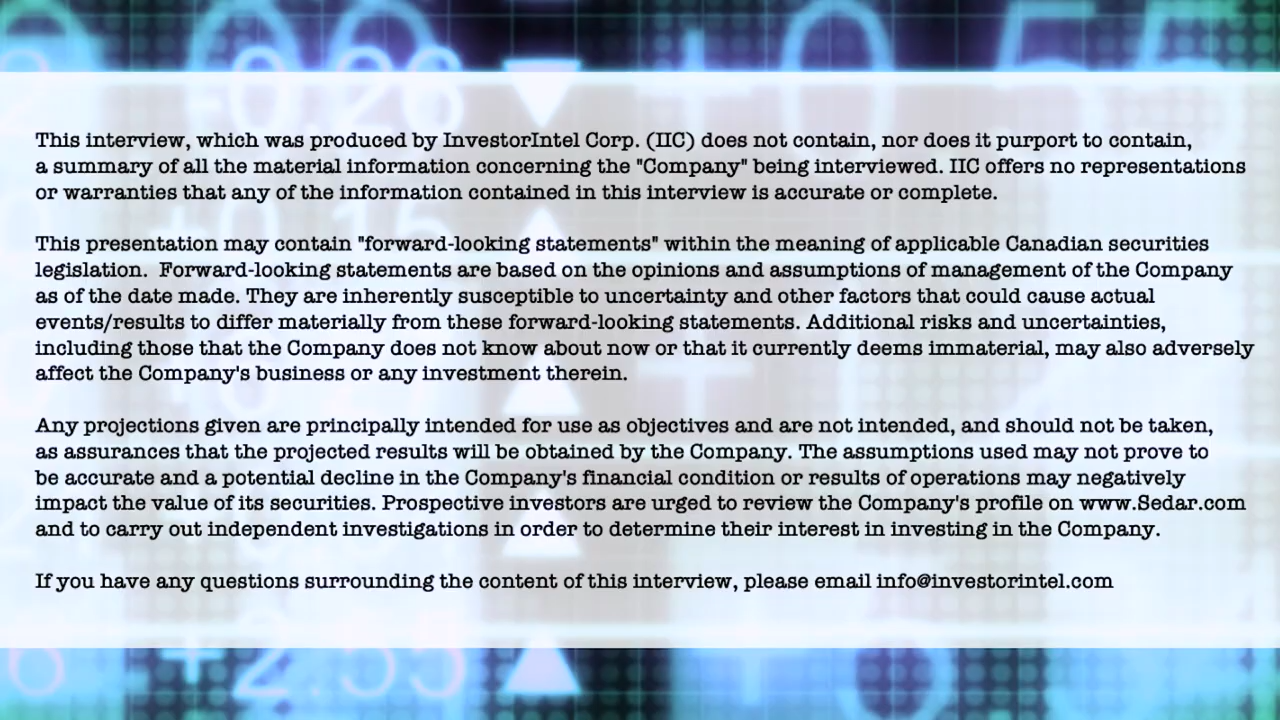 This interview, which was produced by InvestorIntel Corp. (IIC) does not contain, nor does it purport to contain,
a summary of all the material information concerning the "Company" being interviewed. IIC offers no representations
or warranties that any of the information contained in this interview is accurate or complete.
This presentation may contain "forward-looking statements" within the meaning of applicable Canadian securities
legislation.  Forward-looking statements are based on the opinions and assumptions of management of the Company
as of the date made. They are inherently susceptible to uncertainty and other factors that could cause actual
events/results to differ materially from these forward-looking statements. Additional risks and uncertainties,
including those that the Company does not know about now or that it currently deems immaterial, may also adversely
affect the Company's business or any investment therein.
Any projections given are principally intended for use as objectives and are not intended, and should not be taken,
as assurances that the projected results will be obtained by the Company. The assumptions used may not prove to
be accurate and a potential decline in the Company's financial condition or results of operations may negatively
impact the value of its securities. Prospective investors are urged to review the Company's profile on www.Sedar.com
and to carry out independent investigations in order to determine their interest in investing in the Company.
If you have any questions surrounding the content of this interview, please email info@investorintel.com
+2.55